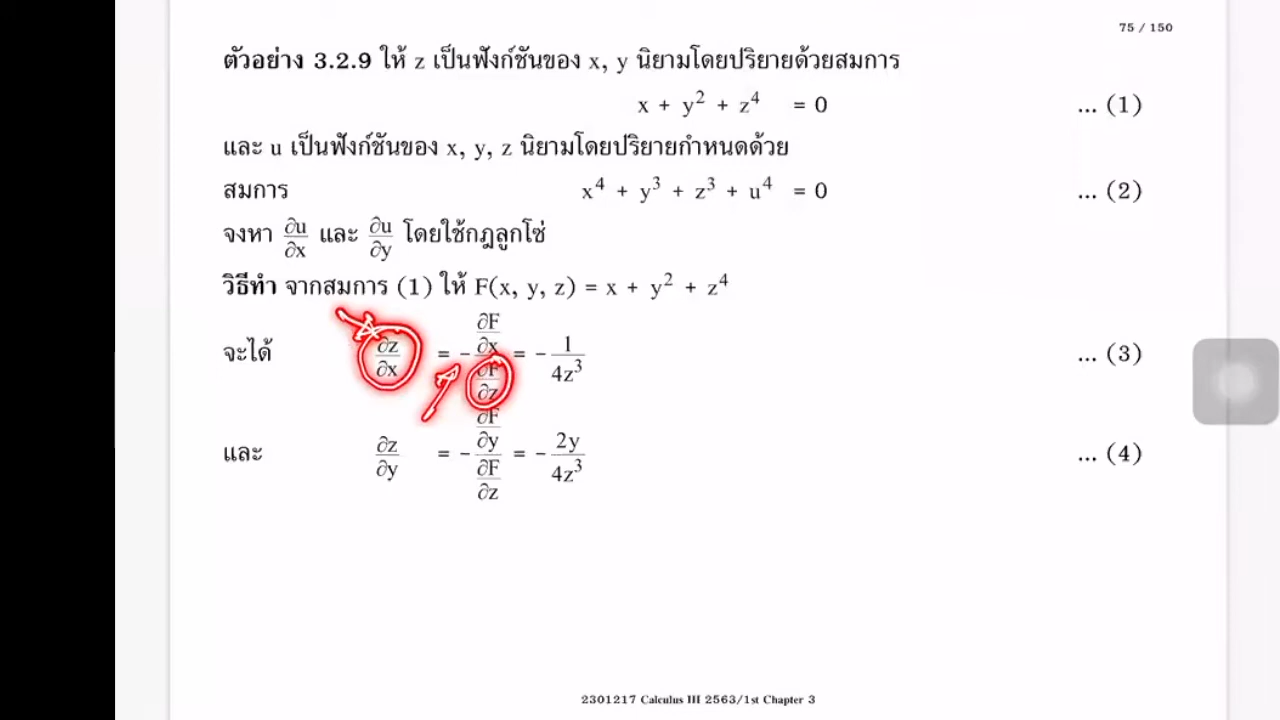 75 / 150
ตัวอย่าง 3.2.9 ให้ z เป็นฟังก์ชันของ x, y นิยามโดยปริยายด้วยสมการ
x + y² + z⁴ = 0 ... (1)
และ u เป็นฟังก์ชันของ x, y, z นิยามโดยปริยายกำหนดด้วย
สมการ x⁴ + y³ + z³ + u⁴ = 0 ... (2)
จงหา ∂u/∂x และ ∂u/∂y โดยใช้กฎลูกโซ่
วิธีทำ จากสมการ (1) ให้ F(x, y, z) = x + y² + z⁴
จะได้ ∂z/∂x = - (∂F/∂x)/(∂F/∂z) = - 1/4z³ ... (3)
และ ∂z/∂y = - (∂F/∂y)/(∂F/∂z) = - 2y/4z³ ... (4)
2301217 Calculus III 2563/1st Chapter 3